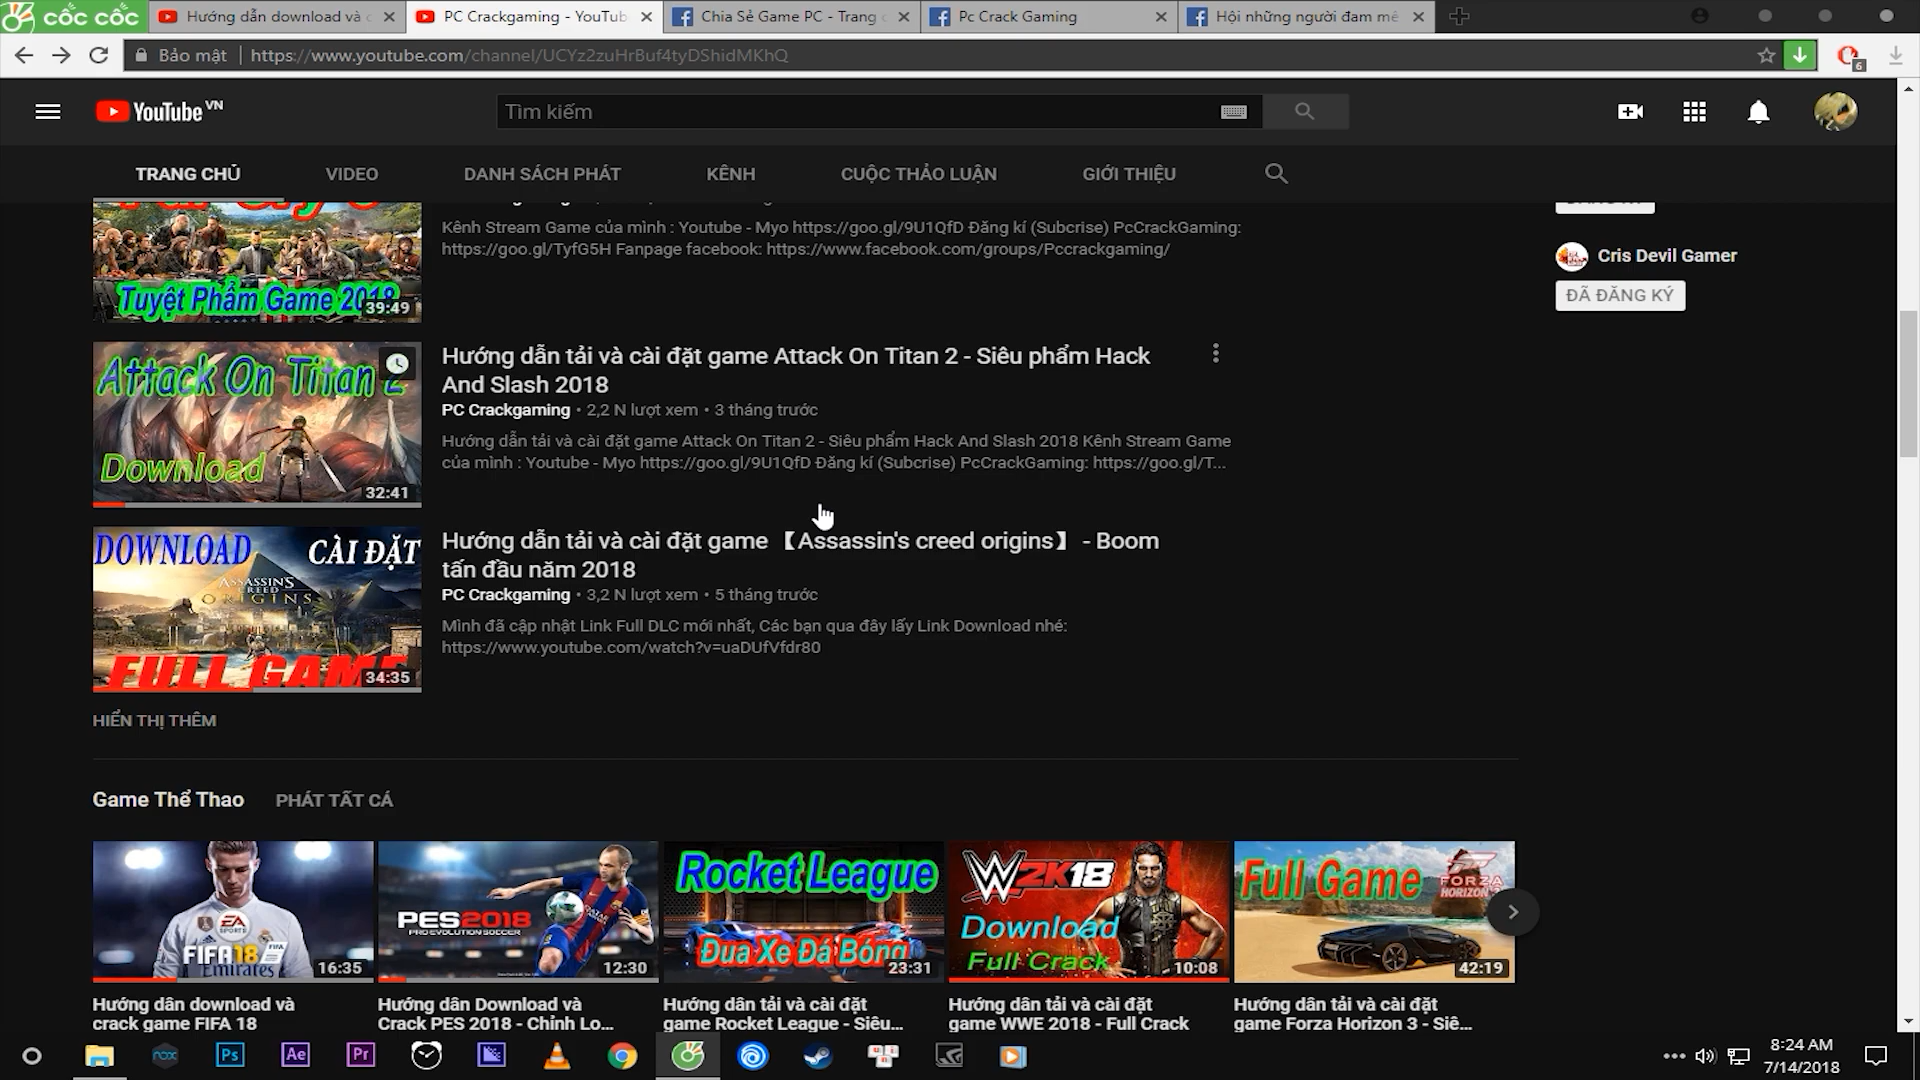 cốc cốc
Hướng dẫn download và c
PC Crackgaming - YouTub
Chia Sẻ Game PC - Trang c
Pc Crack Gaming
Hội những người đam mê
Bảo mật
https://www.youtube.com/channel/UCYz2zuHrBuf4tyDShidMKhQ
6
YouTube VN
Tìm kiếm
TRANG CHỦ
VIDEO
DANH SÁCH PHÁT
KÊNH
CUỘC THẢO LUẬN
GIỚI THIỆU
Kênh Stream Game của mình : Youtube - Myo https://goo.gl/9U1QfD Đăng kí (Subcrise) PcCrackGaming:
https://goo.gl/TyfG5H Fanpage facebook: https://www.facebook.com/groups/Pccrackgaming/
Tuyệt Phẩm Game 2018
39:49
Cris Devil Gamer
ĐÃ ĐĂNG KÝ
Attack On Titan 2
Download
32:41
Hướng dẫn tải và cài đặt game Attack On Titan 2 - Siêu phẩm Hack
And Slash 2018
PC Crackgaming • 2,2 N lượt xem • 3 tháng trước
Hướng dẫn tải và cài đặt game Attack On Titan 2 - Siêu phẩm Hack And Slash 2018 Kênh Stream Game
của mình : Youtube - Myo https://goo.gl/9U1QfD Đăng kí (Subcrise) PcCrackGaming: https://goo.gl/T...
DOWNLOAD CÀI ĐẶT
ASSASSIN'S
CREED
ORIGINS
FULL GAME
34:35
Hướng dẫn tải và cài đặt game 【Assassin's creed origins】 - Boom
tấn đầu năm 2018
PC Crackgaming • 3,2 N lượt xem • 5 tháng trước
Mình đã cập nhật Link Full DLC mới nhất, Các bạn qua đây lấy Link Download nhé:
https://www.youtube.com/watch?v=uaDUfVfdr80
HIỂN THỊ THÊM
Game Thể Thao
PHÁT TẤT CẢ
EA SPORTS
FIFA 18
Emirates
16:35
PES2018
PRO EVOLUTION SOCCER
12:30
Rocket League
Đua Xe Đá Bóng
23:31
W2K18
Download
Full Crack
10:08
Full Game
FORZA
HORIZON
42:19
Hướng dẫn download và
crack game FIFA 18
Hướng dẫn Download và
Crack PES 2018 - Chỉnh Lo...
Hướng dẫn tải và cài đặt
game Rocket League - Siêu...
Hướng dẫn tải và cài đặt
game WWE 2018 - Full Crack
Hướng dẫn tải và cài đặt
game Forza Horizon 3 - Siê...
nox
Ps
Ae
Pr
8:24 AM
7/14/2018